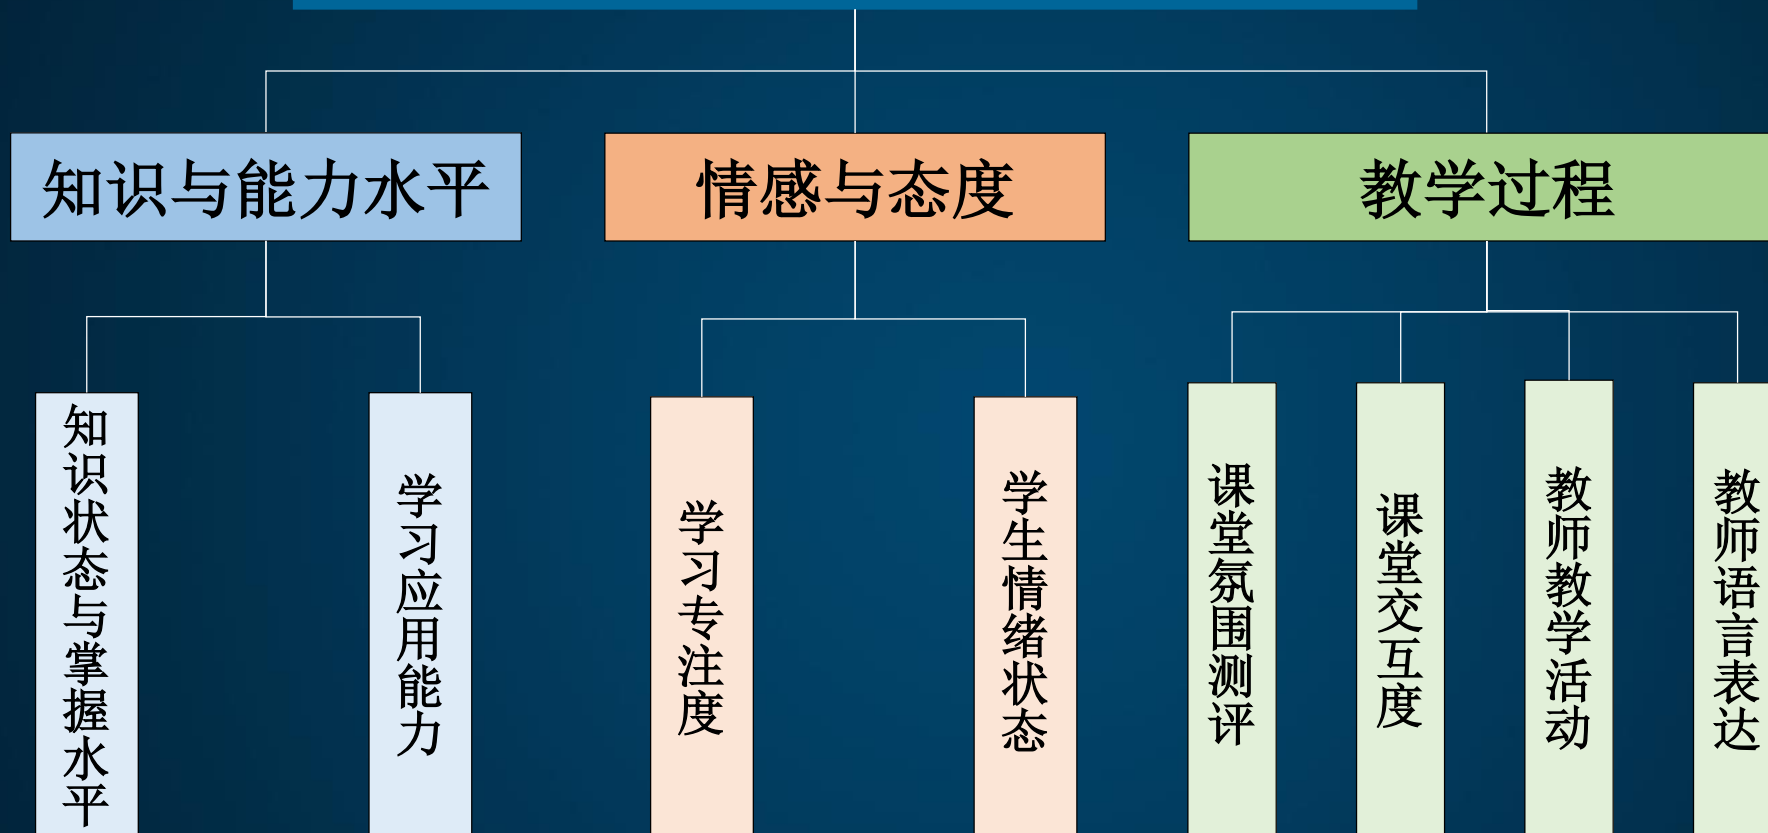 知识与能力水平
情感与态度
教学过程
知识状态与掌握水平
学习应用能力
学习专注度
学生情绪状态
课堂氛围测评
课堂交互度
教师教学活动
教师语言表达